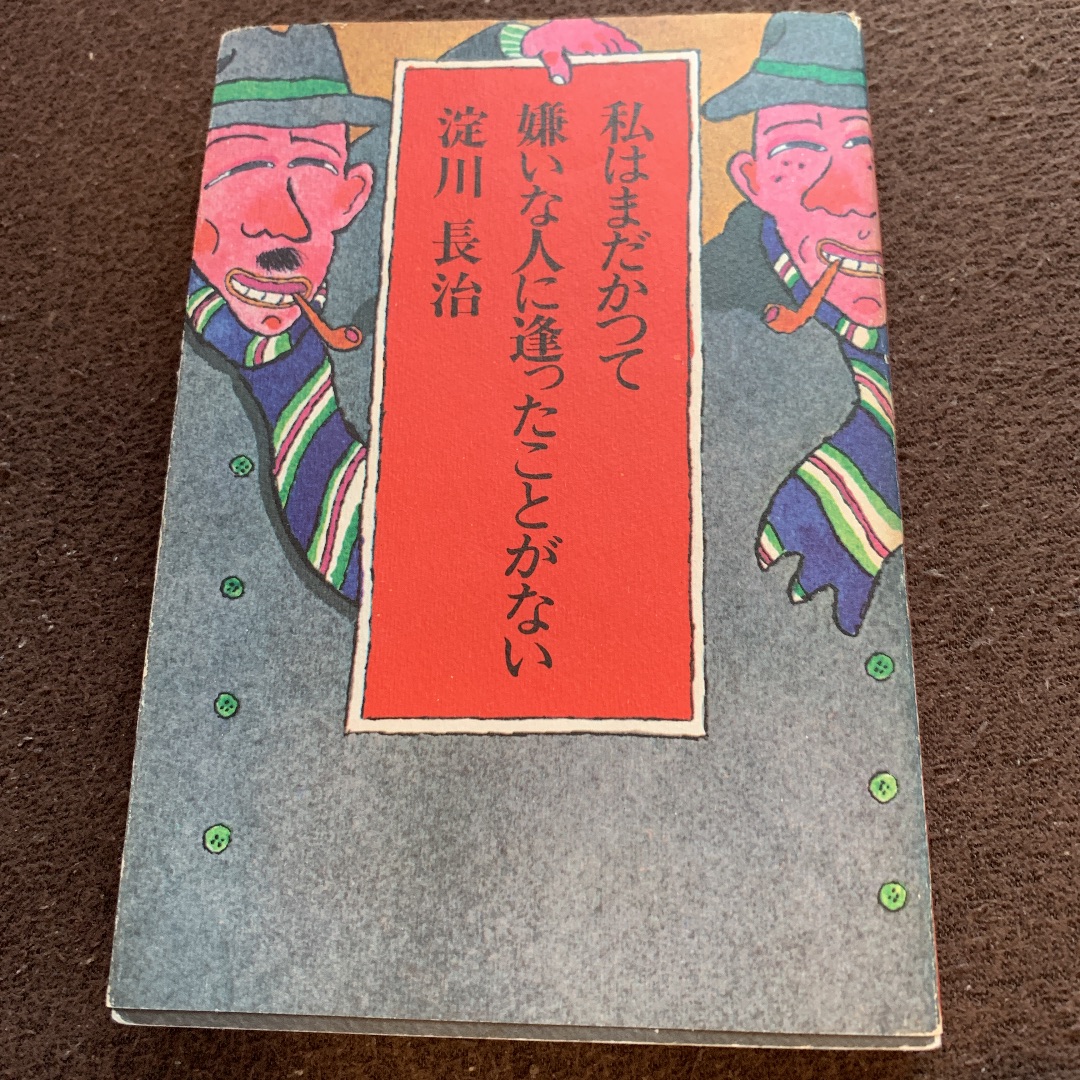 私はまだかつて
嫌いな人に逢ったことがない
淀川長治